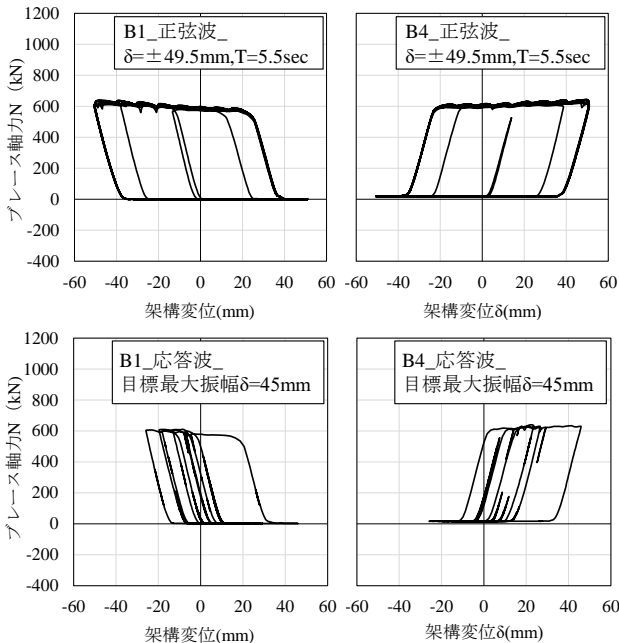 B1_正弦波_
δ=±49.5mm,T=5.5sec
1200
1000
800
600
400
200
0
-200
-400
ブレース軸力N (kN)
-60 -40 -20 0 20 40 60
架構変位(mm)
B4_正弦波_
δ=±49.5mm,T=5.5sec
-60 -40 -20 0 20 40 60
架構変位δ(mm)
B1_応答波_
目標最大振幅δ=45mm
1200
1000
800
600
400
200
0
-200
-400
ブレース軸力N (kN)
-60 -40 -20 0 20 40 60
架構変位(mm)
B4_応答波_
目標最大振幅δ=45mm
-60 -40 -20 0 20 40 60
架構変位δ(mm)